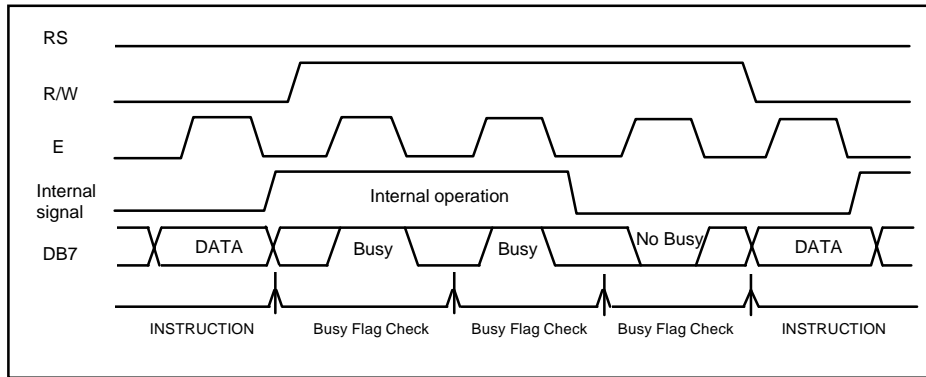 RS
R/W
E
Internal
signal
Internal operation
DB7
DATA
Busy
Busy
No Busy
DATA
INSTRUCTION
Busy Flag Check
Busy Flag Check
Busy Flag Check
INSTRUCTION